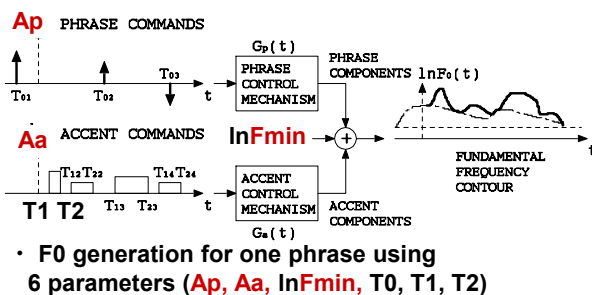 Ap PHRASE COMMANDS
Gp(t)
PHRASE
CONTROL
MECHANISM
PHRASE
COMPONENTS
T01 T02 T03 t
lnF0(t)
Aa ACCENT COMMANDS
lnFmin
+
t
T12 T22 T14 T24
T13 T23 t
T1 T2
ACCENT
CONTROL
MECHANISM
Ga(t)
ACCENT
COMPONENTS
FUNDAMENTAL
FREQUENCY
CONTOUR
· F0 generation for one phrase using
6 parameters (Ap, Aa, lnFmin, T0, T1, T2)